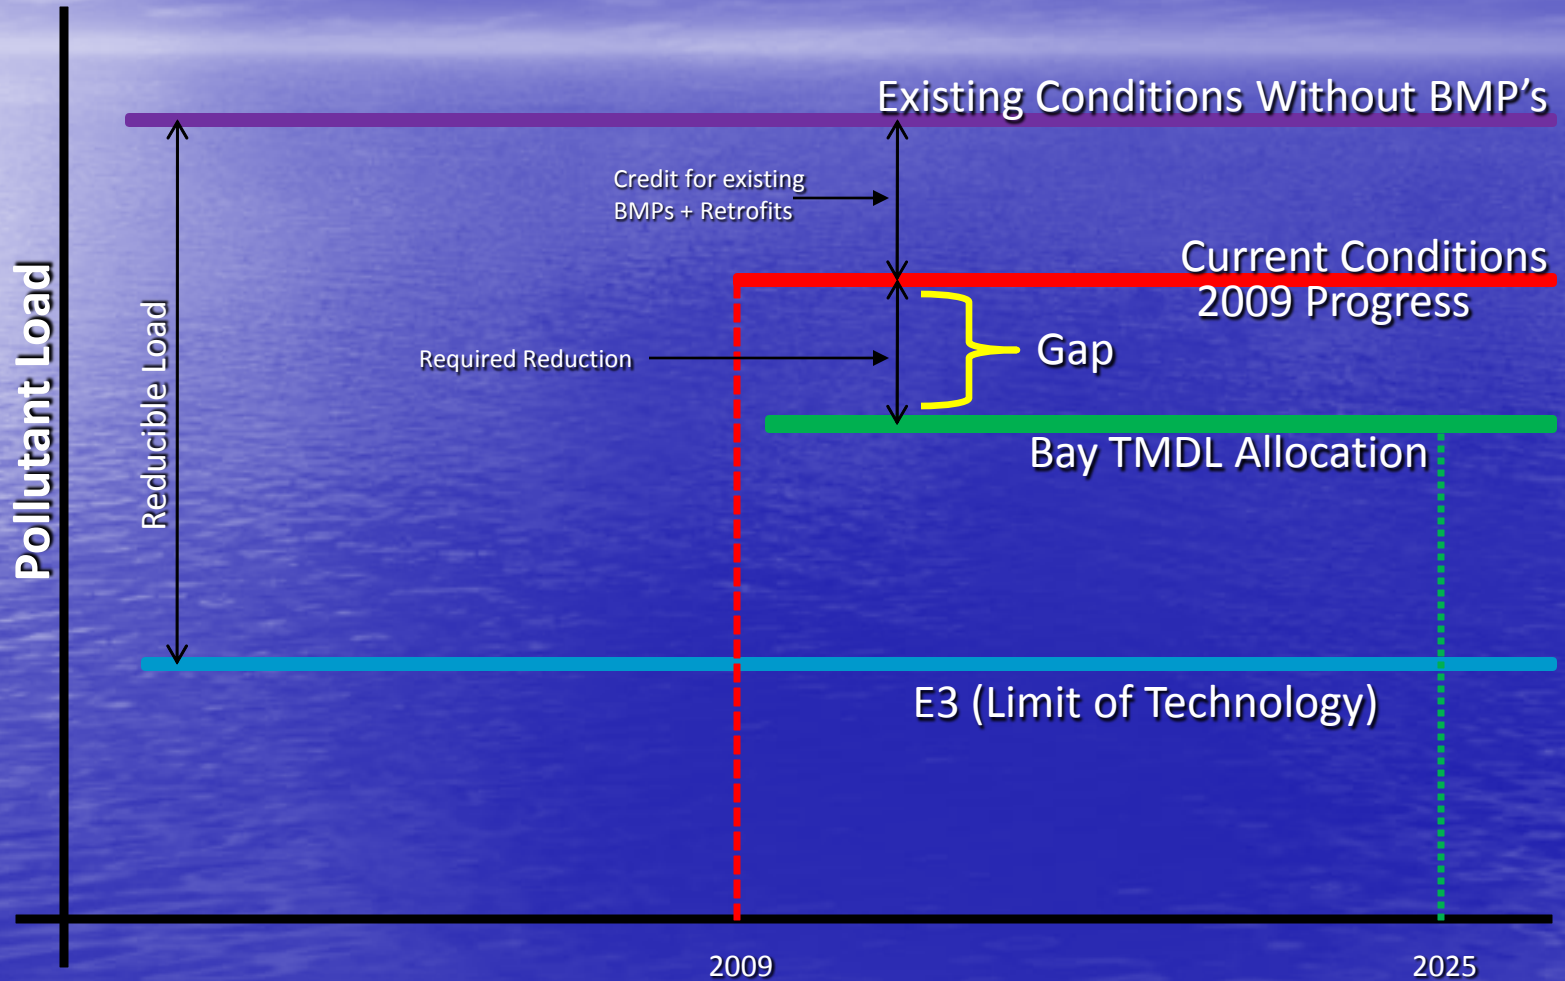 Existing Conditions Without BMP's
Credit for existing
BMPs + Retrofits
Current Conditions
2009 Progress
Pollutant Load
Reducible Load
Required Reduction
Gap
Bay TMDL Allocation
E3 (Limit of Technology)
2009
2025